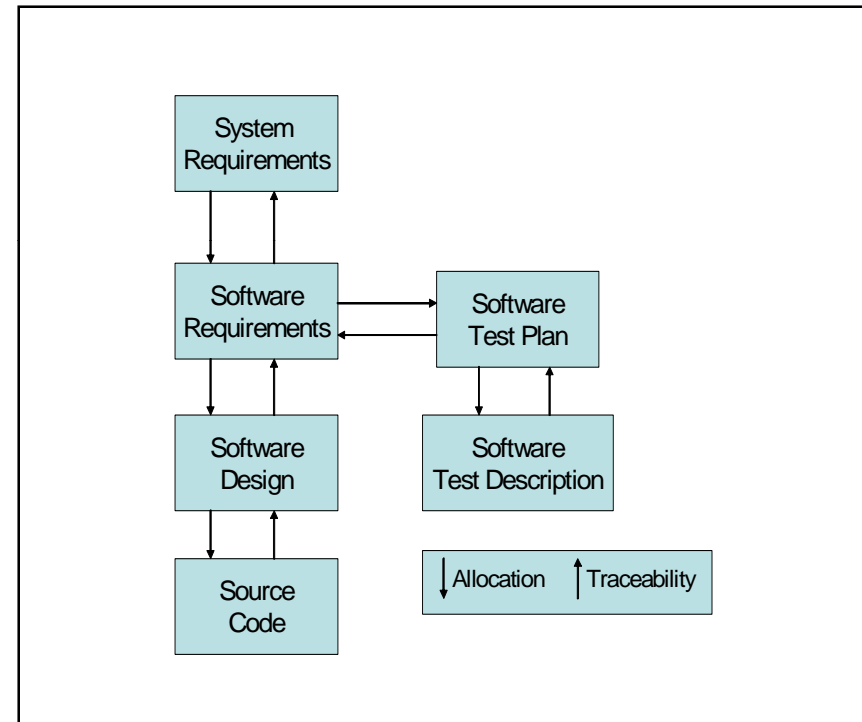 System
Requirements
Software
Requirements
Software
Test Plan
Software
Design
Software
Test Description
Source
Code
Allocation
Traceability